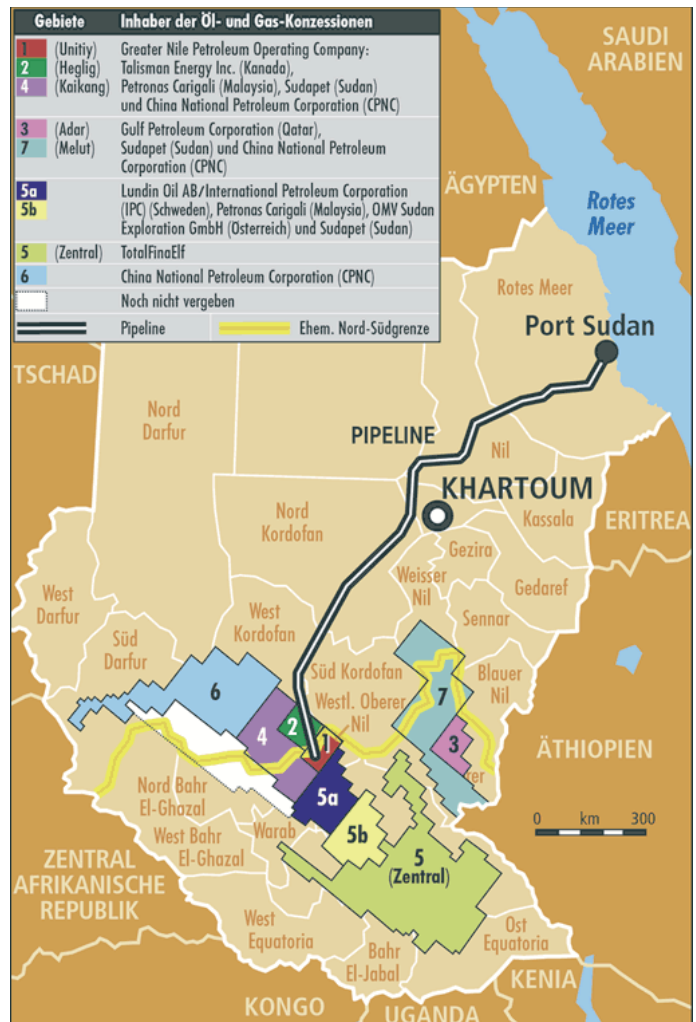 Gebiete Inhaber der Öl- und Gas-Konzessionen
1 (Unitiy) Greater Nile Petroleum Operating Company:
2 (Heglig) Talisman Energy Inc. (Kanada),
4 (Kaikang) Petronas Carigali (Malaysia), Sudapet (Sudan)
und China National Petroleum Corporation (CPNC)
3 (Adar) Gulf Petroleum Corporation (Qatar),
7 (Melut) Sudapet (Sudan) und China National Petroleum
Corporation (CPNC)
5a Lundin Oil AB/International Petroleum Corporation
5b (IPC) (Schweden), Petronas Carigali (Malaysia), OMV Sudan
Exploration GmbH (Österreich) und Sudapet (Sudan)
5 (Zentral) TotalFinaElf
6 China National Petroleum Corporation (CPNC)
Noch nicht vergeben
Pipeline Ehem. Nord-Südgrenze
SAUDI
ARABIEN
ÄGYPTEN
Rotes
Meer
Rotes Meer
Port Sudan
TSCHAD
Nord
Darfur
PIPELINE
Nil
KHARTOUM
Nord
Kordofan
Kassala
ERITREA
Gezira
Weisser
Nil
Gedaref
West
Darfur
Sennar
West
Kordofan
Süd
Darfur
Süd Kordofan
Blauer
Nil
6
7
Westl. Oberer
Nil
2
4
1
3
ÄTHIOPIEN
rer
Nord Bahr
El-Ghazal
5a
0 km 300
West Bahr
El-Ghazal
Warab
5b
5
(Zentral)
ZENTRAL
AFRIKANISCHE
REPUBLIK
West
Equatoria
Ost
Equatoria
Bahr
El-Jabal
KENIA
KONGO
UGANDA